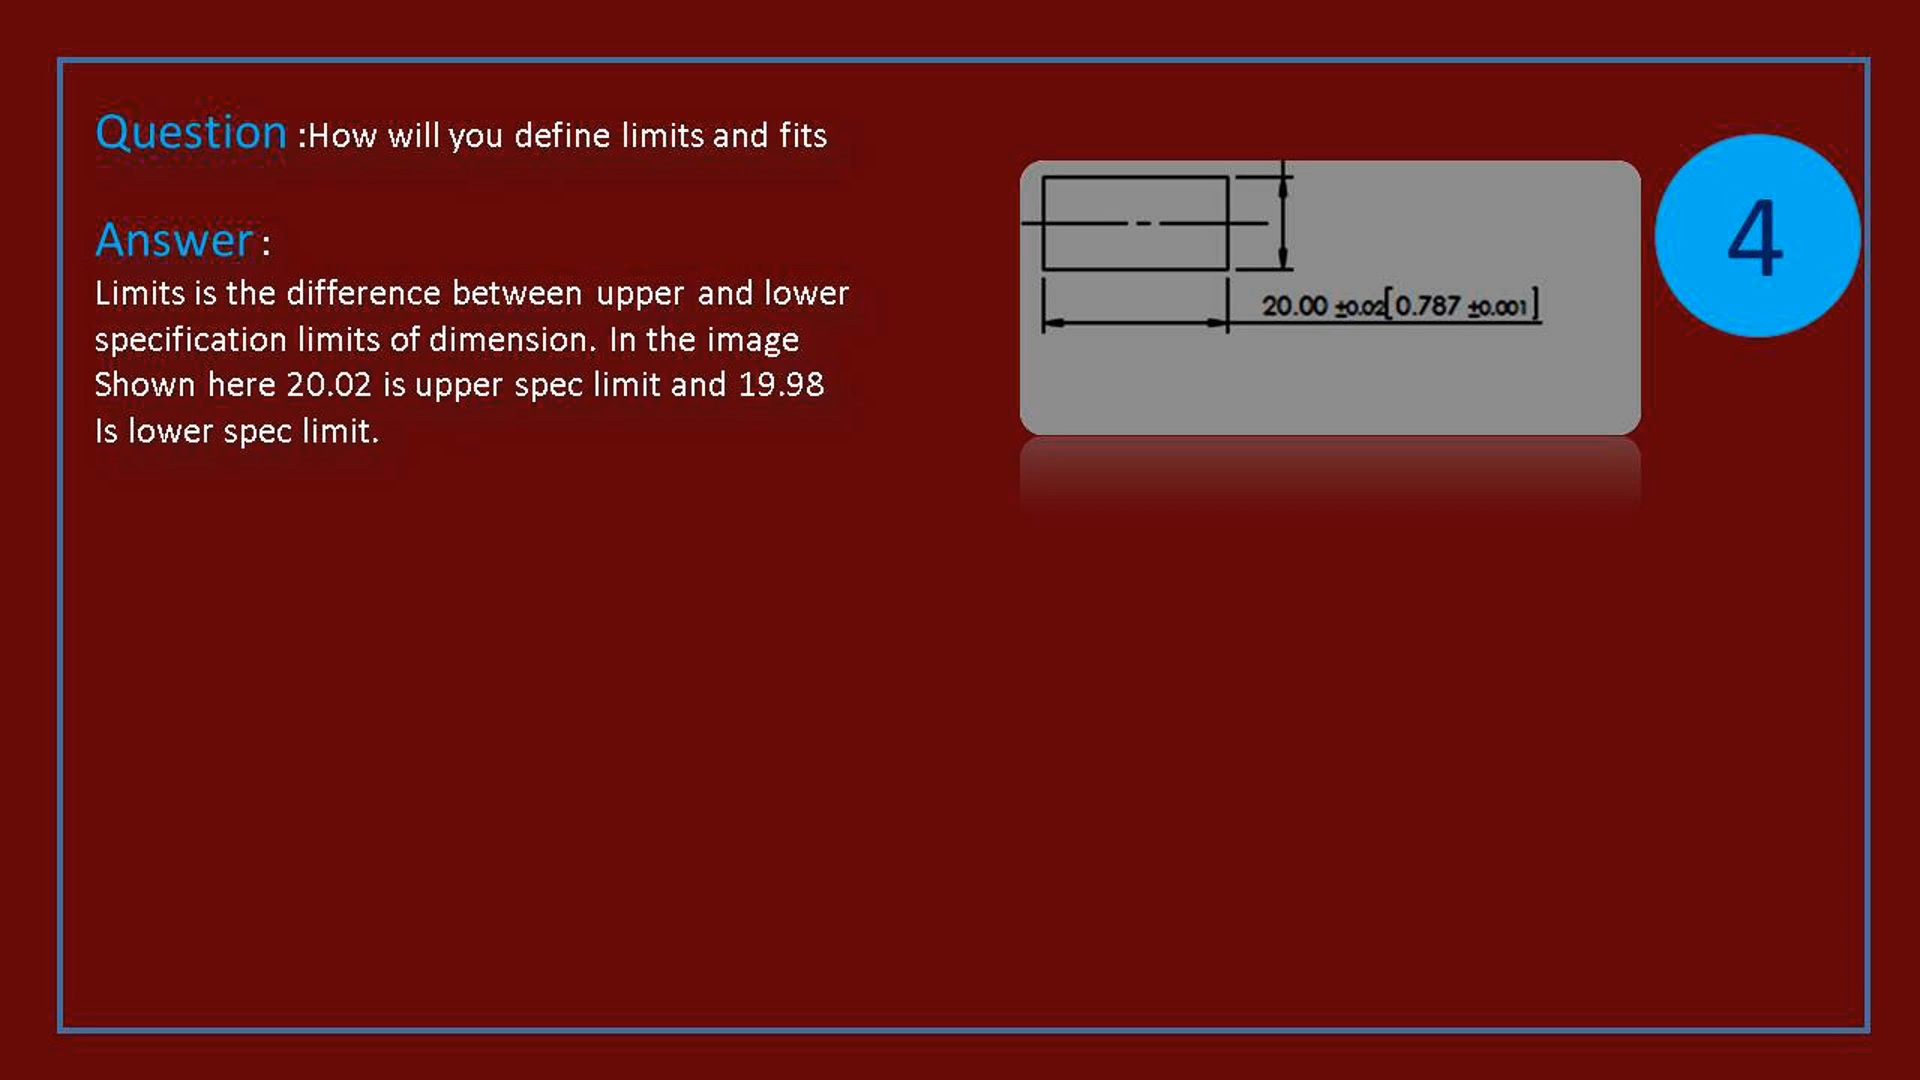 Question :How will you define limits and fits
Answer :
Limits is the difference between upper and lower
specification limits of dimension. In the image
Shown here 20.02 is upper spec limit and 19.98
Is lower spec limit.
20.00 ±0.02[0.787 ±0.001]
4